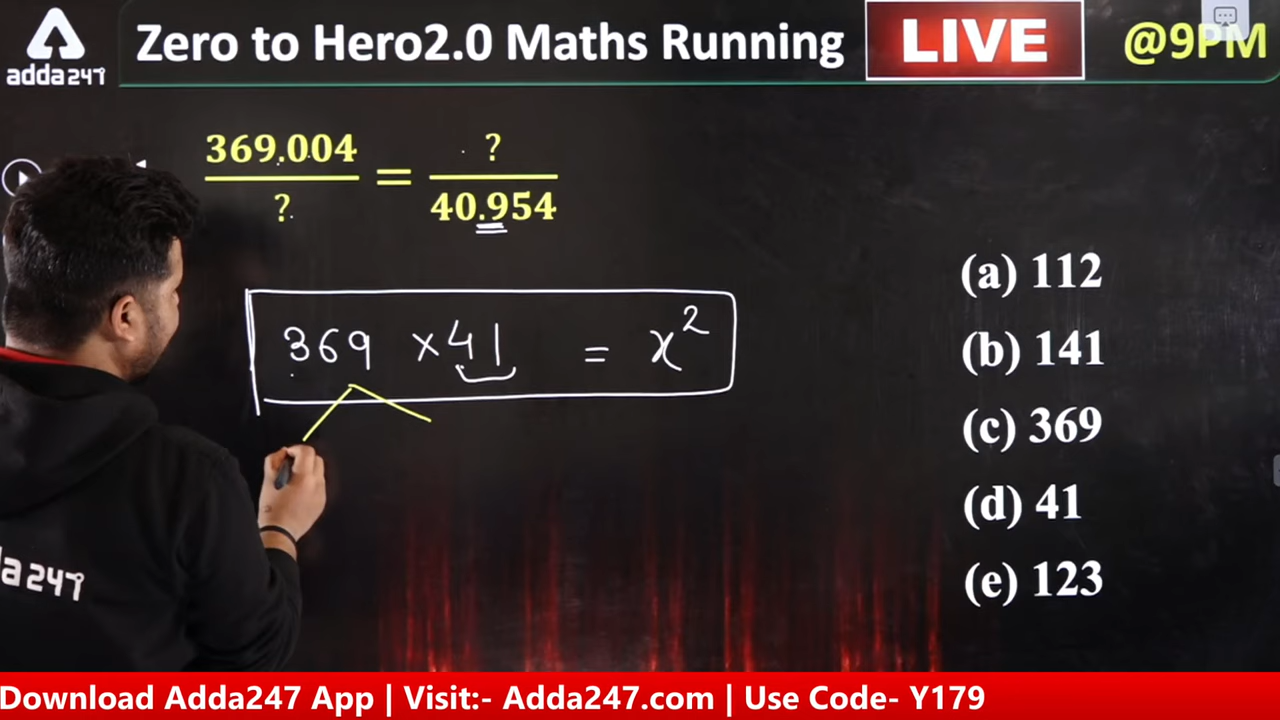 adda247
Zero to Hero2.0 Maths Running
LIVE
@9PM
369.004
?
=
?
40.954
369 × 41 = x²
(a) 112
(b) 141
(c) 369
(d) 41
(e) 123
a247
Download Adda247 App | Visit:- Adda247.com | Use Code- Y179